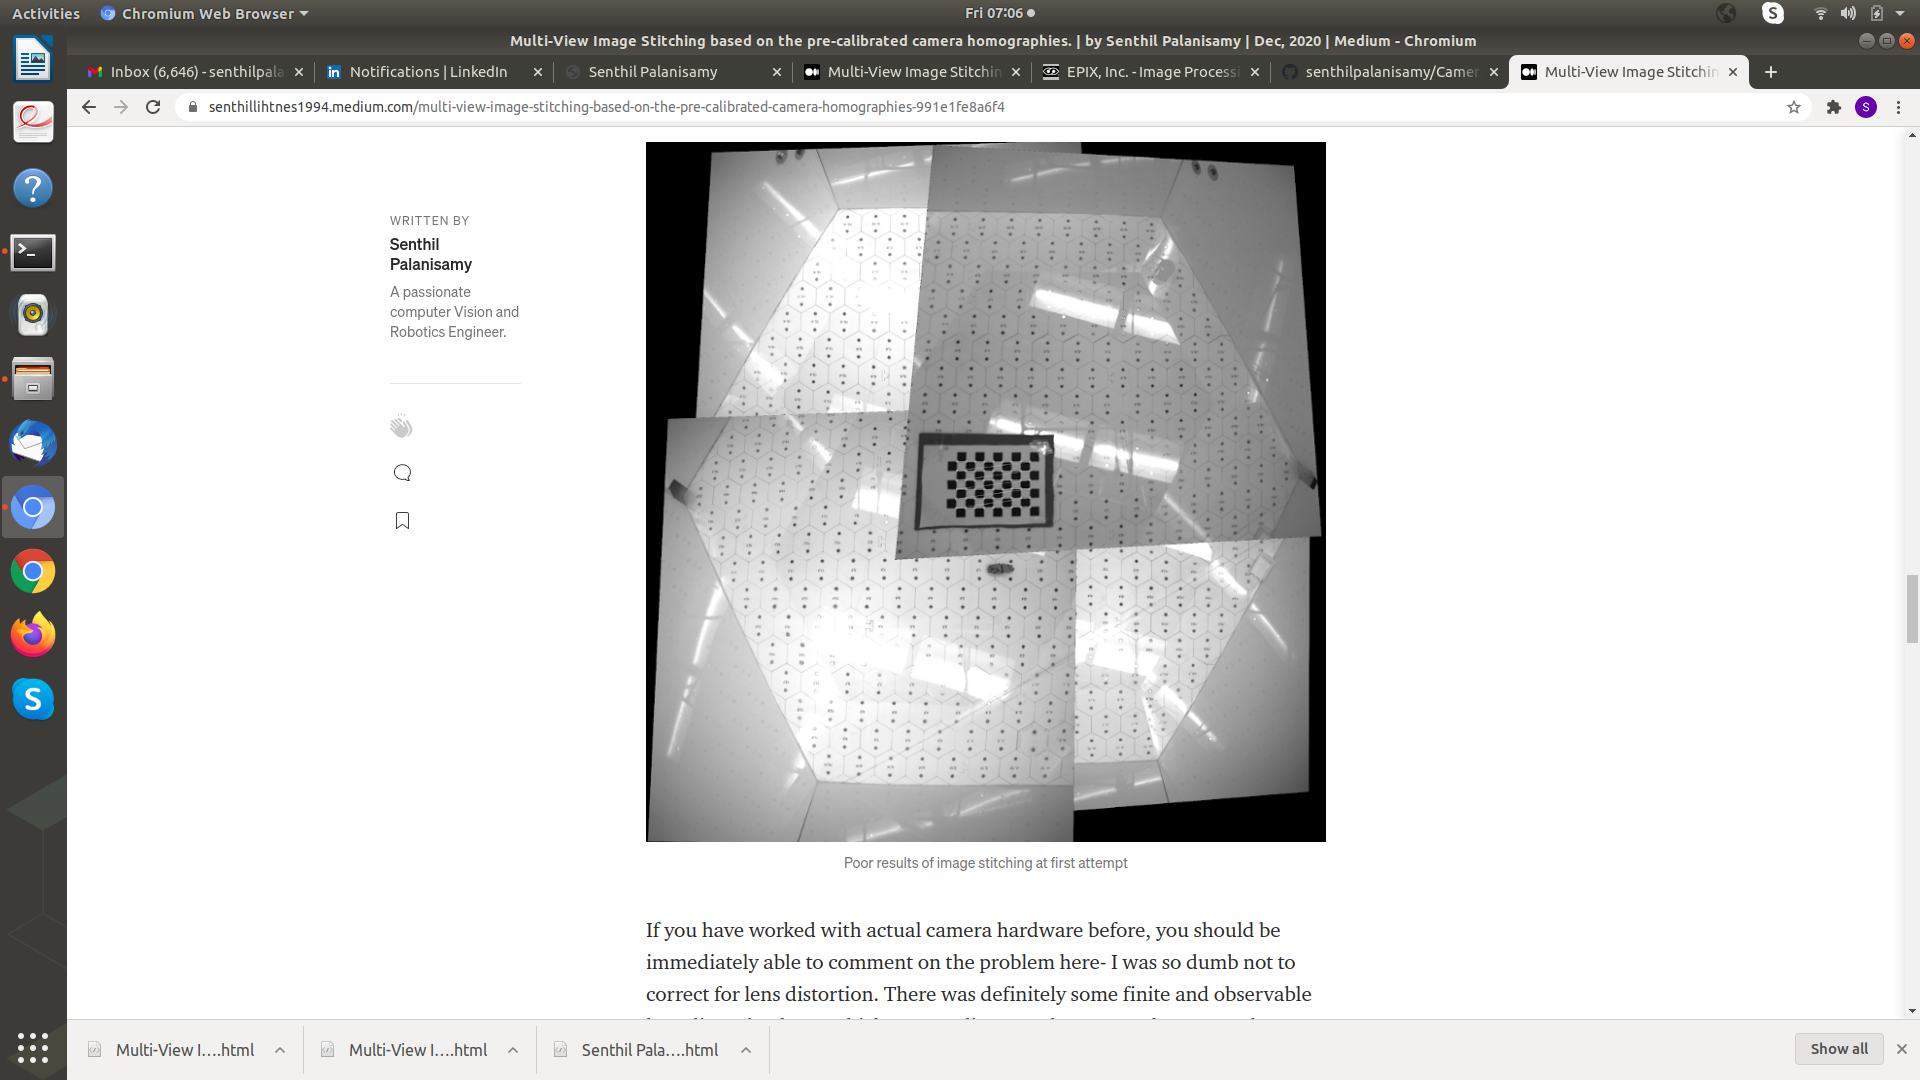 Activities
Chromium Web Browser
Fri 07:06
Multi-View Image Stitching based on the pre-calibrated camera homographies. | by Senthil Palanisamy | Dec, 2020 | Medium - Chromium
Inbox (6,646) - senthilpala
Notifications | LinkedIn
Senthil Palanisamy
Multi-View Image Stitchin
EPIX, Inc. - Image Processi
senthilpalanisamy/Camer
Multi-View Image Stitchin
senthillihtnes1994.medium.com/multi-view-image-stitching-based-on-the-pre-calibrated-camera-homographies-991e1fe8a6f4
S
WRITTEN BY
Senthil
Palanisamy
A passionate
computer Vision and
Robotics Engineer.
Poor results of image stitching at first attempt
If you have worked with actual camera hardware before, you should be
immediately able to comment on the problem here- I was so dumb not to
correct for lens distortion. There was definitely some finite and observable
Multi-View I....html
Multi-View I....html
Senthil Pala....html
Show all